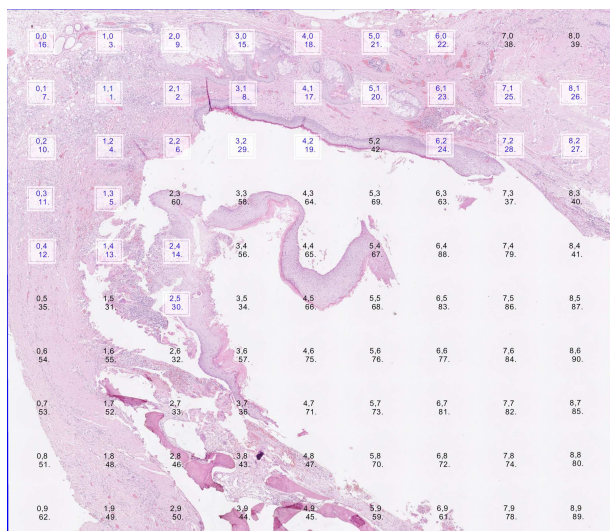 0,0 1,0 2,0 3,0 4,0 5,0 6,0 7,0 8,0
16. 3. 9. 15. 18. 21. 22. 38. 39.
0,1 1,1 2,1 3,1 4,1 5,1 6,1 7,1 8,1
7. 1. 2. 8. 17. 20. 23. 25. 26.
0,2 1,2 2,2 3,2 4,2 5,2 6,2 7,2 8,2
10. 4. 6. 29. 19. 42. 24. 28. 27.
0,3 1,3 2,3 3,3 4,3 5,3 6,3 7,3 8,3
11. 5. 60. 58. 64. 69. 63. 37. 40.
0,4 1,4 2,4 3,4 4,4 5,4 6,4 7,4 8,4
12. 13. 14. 56. 65. 67. 88. 79. 41.
0,5 1,5 2,5 3,5 4,5 5,5 6,5 7,5 8,5
35. 31. 30. 34. 66. 68. 83. 86. 87.
0,6 1,6 2,6 3,6 4,6 5,6 6,6 7,6 8,6
54. 55. 32. 57. 75. 76. 77. 84. 90.
0,7 1,7 2,7 3,7 4,7 5,7 6,7 7,7 8,7
53. 52. 33. 36. 71. 73. 81. 82. 85.
0,8 1,8 2,8 3,8 4,8 5,8 6,8 7,8 8,8
51. 48. 46. 43. 47. 70. 72. 74. 80.
0,9 1,9 2,9 3,9 4,9 5,9 6,9 7,9 8,9
62. 49. 50. 44. 45. 59. 61. 78. 89.